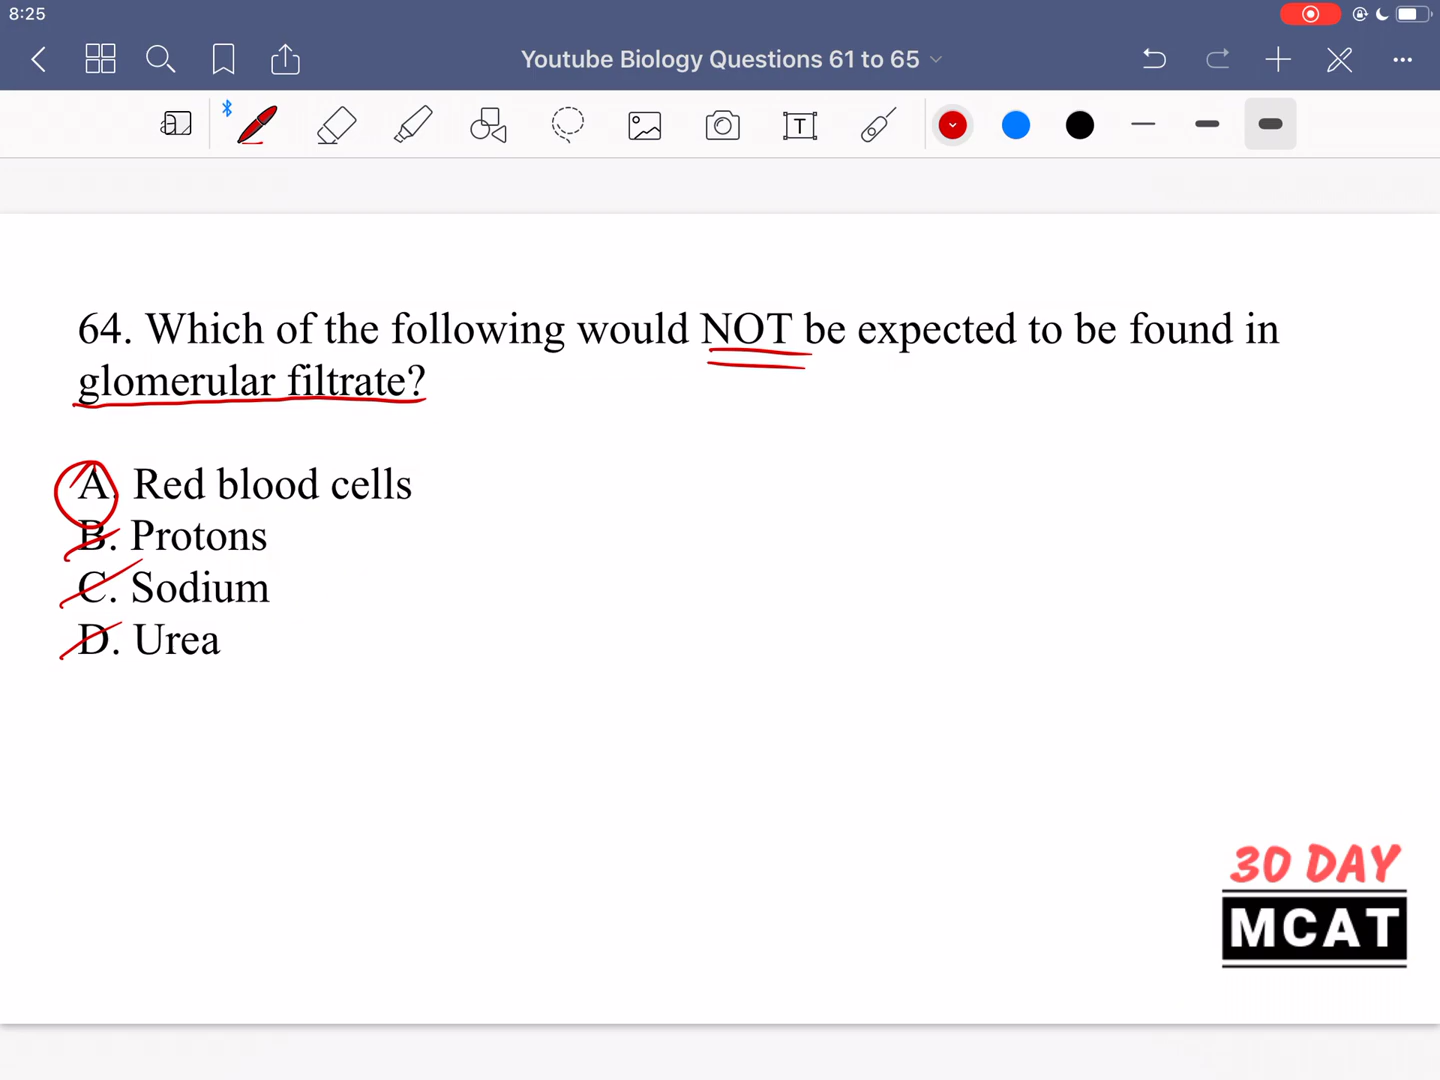 8:25
Youtube Biology Questions 61 to 65
T
64. Which of the following would NOT be expected to be found in
glomerular filtrate?
A. Red blood cells
B. Protons
C. Sodium
D. Urea
30 DAY
MCAT